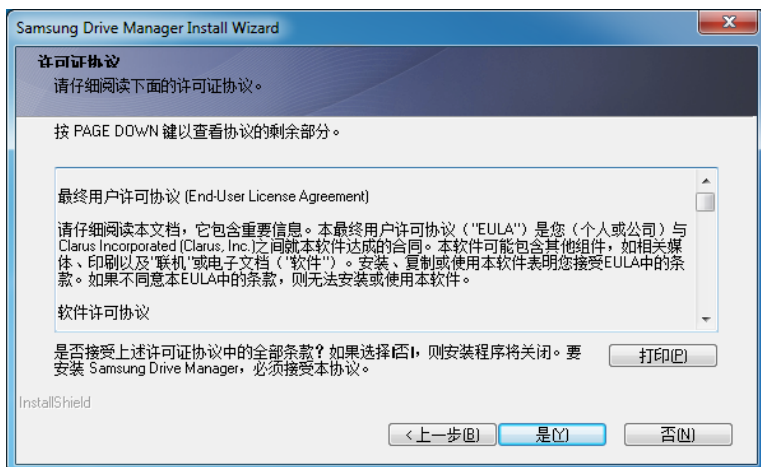 Samsung Drive Manager Install Wizard
许可证协议
请仔细阅读下面的许可证协议。
按 PAGE DOWN 键以查看协议的剩余部分。
最终用户许可协议 (End-User License Agreement)
请仔细阅读本文档，它包含重要信息。本最终用户许可协议（"EULA"）是您（个人或公司）与
Clarus Incorporated (Clarus, Inc.)之间就本软件达成的合同。本软件可能包含其他组件，如相关媒
体、印刷以及"联机"或电子文档（"软件"）。安装、复制或使用本软件表明您接受EULA中的条
款。如果不同意本EULA中的条款，则无法安装或使用本软件。
软件许可协议
是否接受上述许可证协议中的全部条款？如果选择|否|，则安装程序将关闭。要
安装 Samsung Drive Manager，必须接受本协议。
打印(P)
InstallShield
<上一步(B)
是(Y)
否(N)